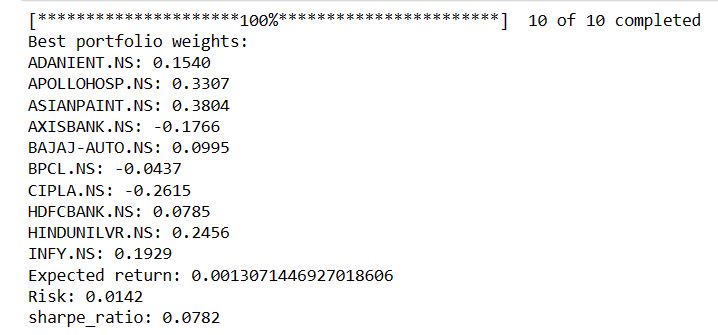 [*********************100%***********************]  10 of 10 completed
Best portfolio weights:
ADANIENT.NS: 0.1540
APOLLOHOSP.NS: 0.3307
ASIANPAINT.NS: 0.3804
AXISBANK.NS: -0.1766
BAJAJ-AUTO.NS: 0.0995
BPCL.NS: -0.0437
CIPLA.NS: -0.2615
HDFCBANK.NS: 0.0785
HINDUNILVR.NS: 0.2456
INFY.NS: 0.1929
Expected return: 0.0013071446927018606
Risk: 0.0142
sharpe_ratio: 0.0782